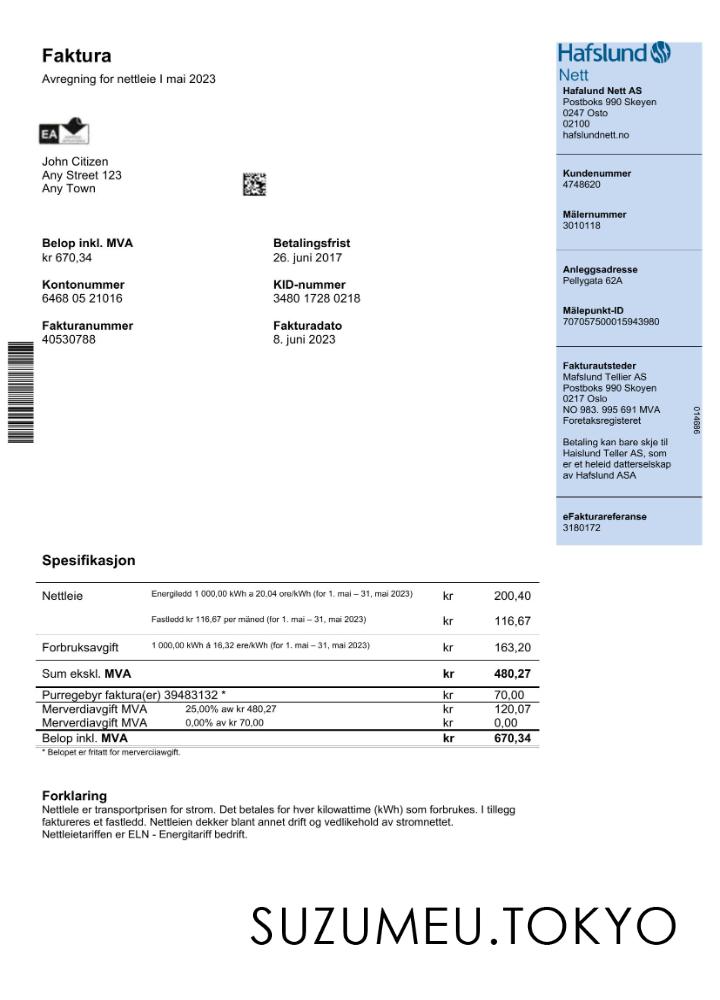 Faktura
Avregning for nettleie I mai 2023
EA
John Citizen
Any Street 123
Any Town
Belop inkl. MVA
kr 670,34
Betalingsfrist
26. juni 2017
Kontonummer
6468 05 21016
KID-nummer
3480 1728 0218
Fakturanummer
40530788
Fakturadato
8. juni 2023
Hafslund
Nett
Hafalund Nett AS
Postboks 990 Skeyen
0247 Osto
02100
hafslundnett.no
Kundenummer
4748620
Mälernummer
3010118
Anleggsadresse
Pellygata 62A
Målepunkt-ID
707057500015943980
Fakturautsteder
Mafslund Tellier AS
Postboks 990 Skoyen
0217 Oslo
NO 983. 995 691 MVA
Foretaksregisteret
Betaling kan bare skje til
Haislund Teller AS, som
er et heleid datterselskap
av Hafslund ASA
014686
eFakturareferanse
3180172
Spesifikasjon
Nettleie Energiledd 1 000,00 kWh a 20,04 ore/kWh (for 1. mai – 31, mai 2023) kr 200,40
Fastledd kr 116,67 per måned (for 1. mai – 31, mai 2023) kr 116,67
Forbruksavgift 1 000,00 kWh á 16,32 ere/kWh (for 1. mai – 31, mai 2023) kr 163,20
Sum ekskl. MVA kr 480,27
Purregebyr faktura(er) 39483132 * kr 70,00
Merverdiavgift MVA 25,00% aw kr 480,27 kr 120,07
Merverdiavgift MVA 0,00% av kr 70,00 kr 0,00
Belop inkl. MVA kr 670,34
* Belopet er fritatt for merverciiawgift.
Forklaring
Nettlele er transportprisen for strom. Det betales for hver kilowattime (kWh) som forbrukes. I tillegg
faktureres et fastledd. Nettleien dekker blant annet drift og vedlikehold av stromnettet.
Nettleietariffen er ELN - Energitariff bedrift.
SUZUMEU.TOKYO